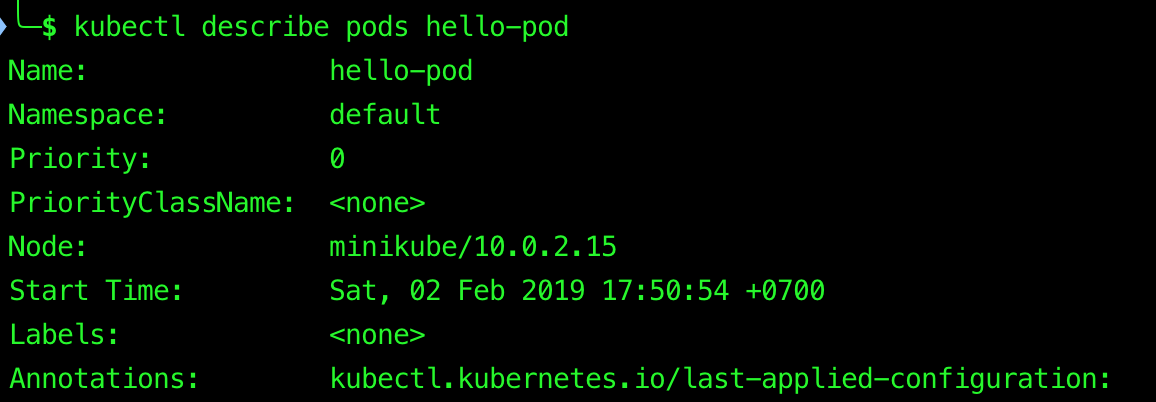 $ kubectl describe pods hello-pod
Name: hello-pod
Namespace: default
Priority: 0
PriorityClassName: <none>
Node: minikube/10.0.2.15
Start Time: Sat, 02 Feb 2019 17:50:54 +0700
Labels: <none>
Annotations: kubectl.kubernetes.io/last-applied-configuration: